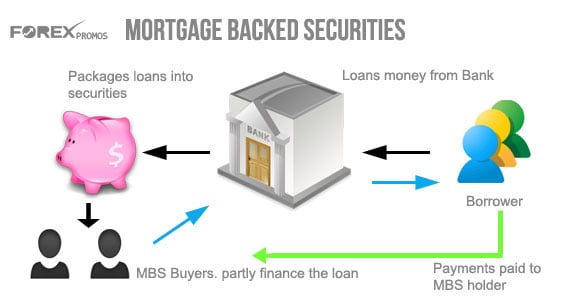 FOREX PROMOS
MORTGAGE BACKED SECURITIES
Packages loans into
securities
Loans money from Bank
BANK
$
Borrower
MBS Buyers. partly finance the loan
Payments paid to
MBS holder